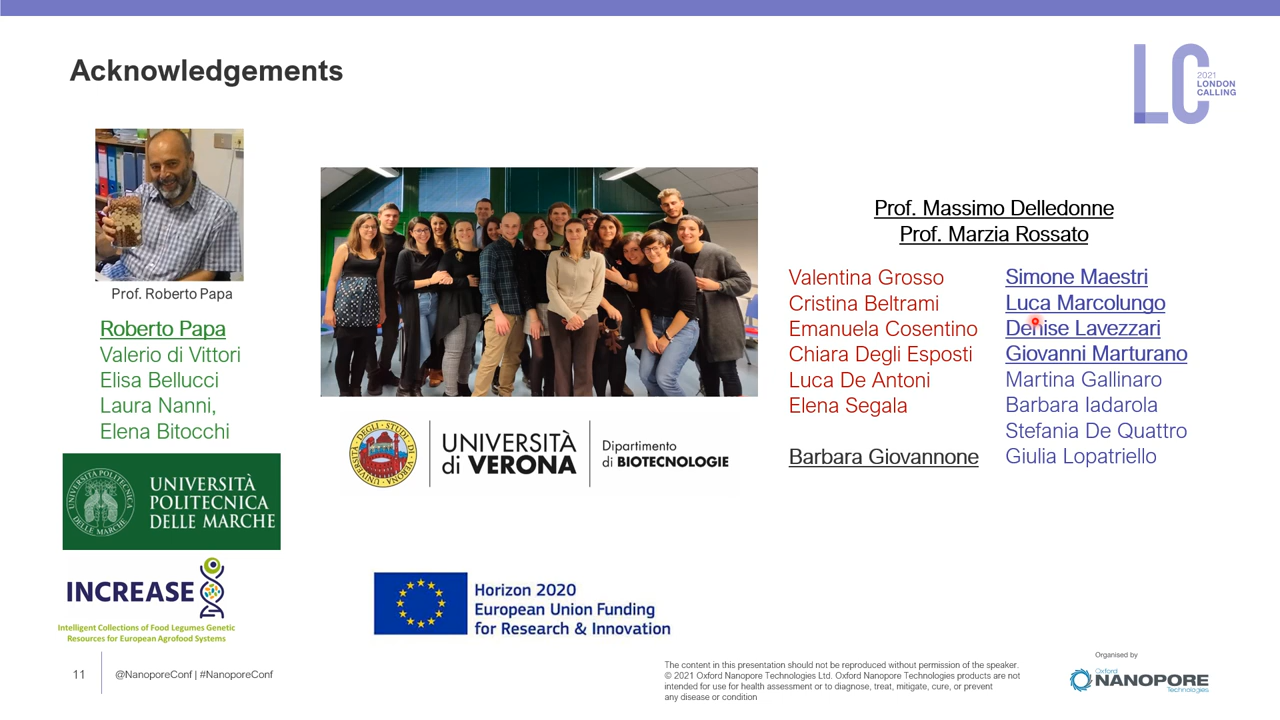 Acknowledgements
2021
LONDON
CALLING
Prof. Roberto Papa
Roberto Papa
Valerio di Vittori
Elisa Bellucci
Laura Nanni,
Elena Bitocchi
UNIVERSITÀ
POLITECNICA
DELLE MARCHE
INCREASE
Intelligent Collections of Food Legumes Genetic
Resources for European Agrofood Systems
UNIVERSITÀ
di VERONA
Dipartimento
di BIOTECNOLOGIE
Horizon 2020
European Union Funding
for Research & Innovation
Prof. Massimo Delledonne
Prof. Marzia Rossato
Valentina Grosso
Cristina Beltrami
Emanuela Cosentino
Chiara Degli Esposti
Luca De Antoni
Elena Segala
Barbara Giovannone
Simone Maestri
Luca Marcolungo
Denise Lavezzari
Giovanni Marturano
Martina Gallinaro
Barbara Iadarola
Stefania De Quattro
Giulia Lopatriello
11
@NanoporeConf | #NanoporeConf
The content in this presentation should not be reproduced without permission of the speaker.
© 2021 Oxford Nanopore Technologies Ltd. Oxford Nanopore Technologies products are not
intended for use for health assessment or to diagnose, treat, mitigate, cure, or prevent
any disease or condition
Organised by
Oxford
NANOPORE
Technologies